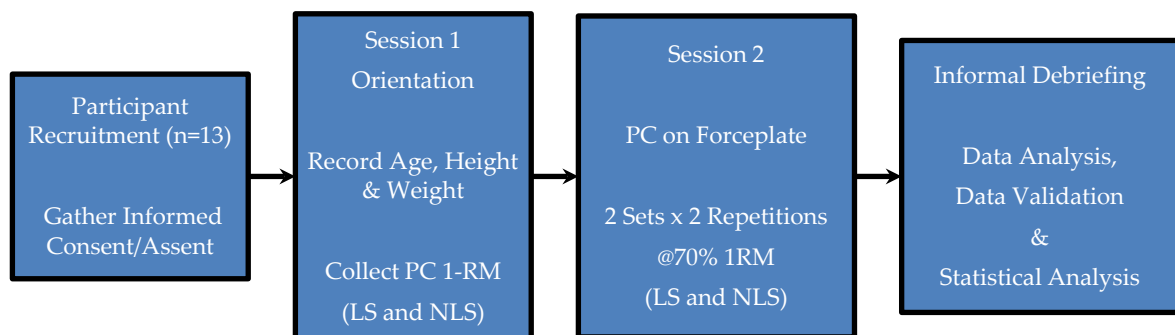 Participant
Recruitment (n=13)
Gather Informed
Consent/Assent
Session 1
Orientation
Record Age, Height
& Weight
Collect PC 1-RM
(LS and NLS)
Session 2
PC on Forceplate
2 Sets x 2 Repetitions
@70% 1RM
(LS and NLS)
Informal Debriefing
Data Analysis,
Data Validation
&
Statistical Analysis